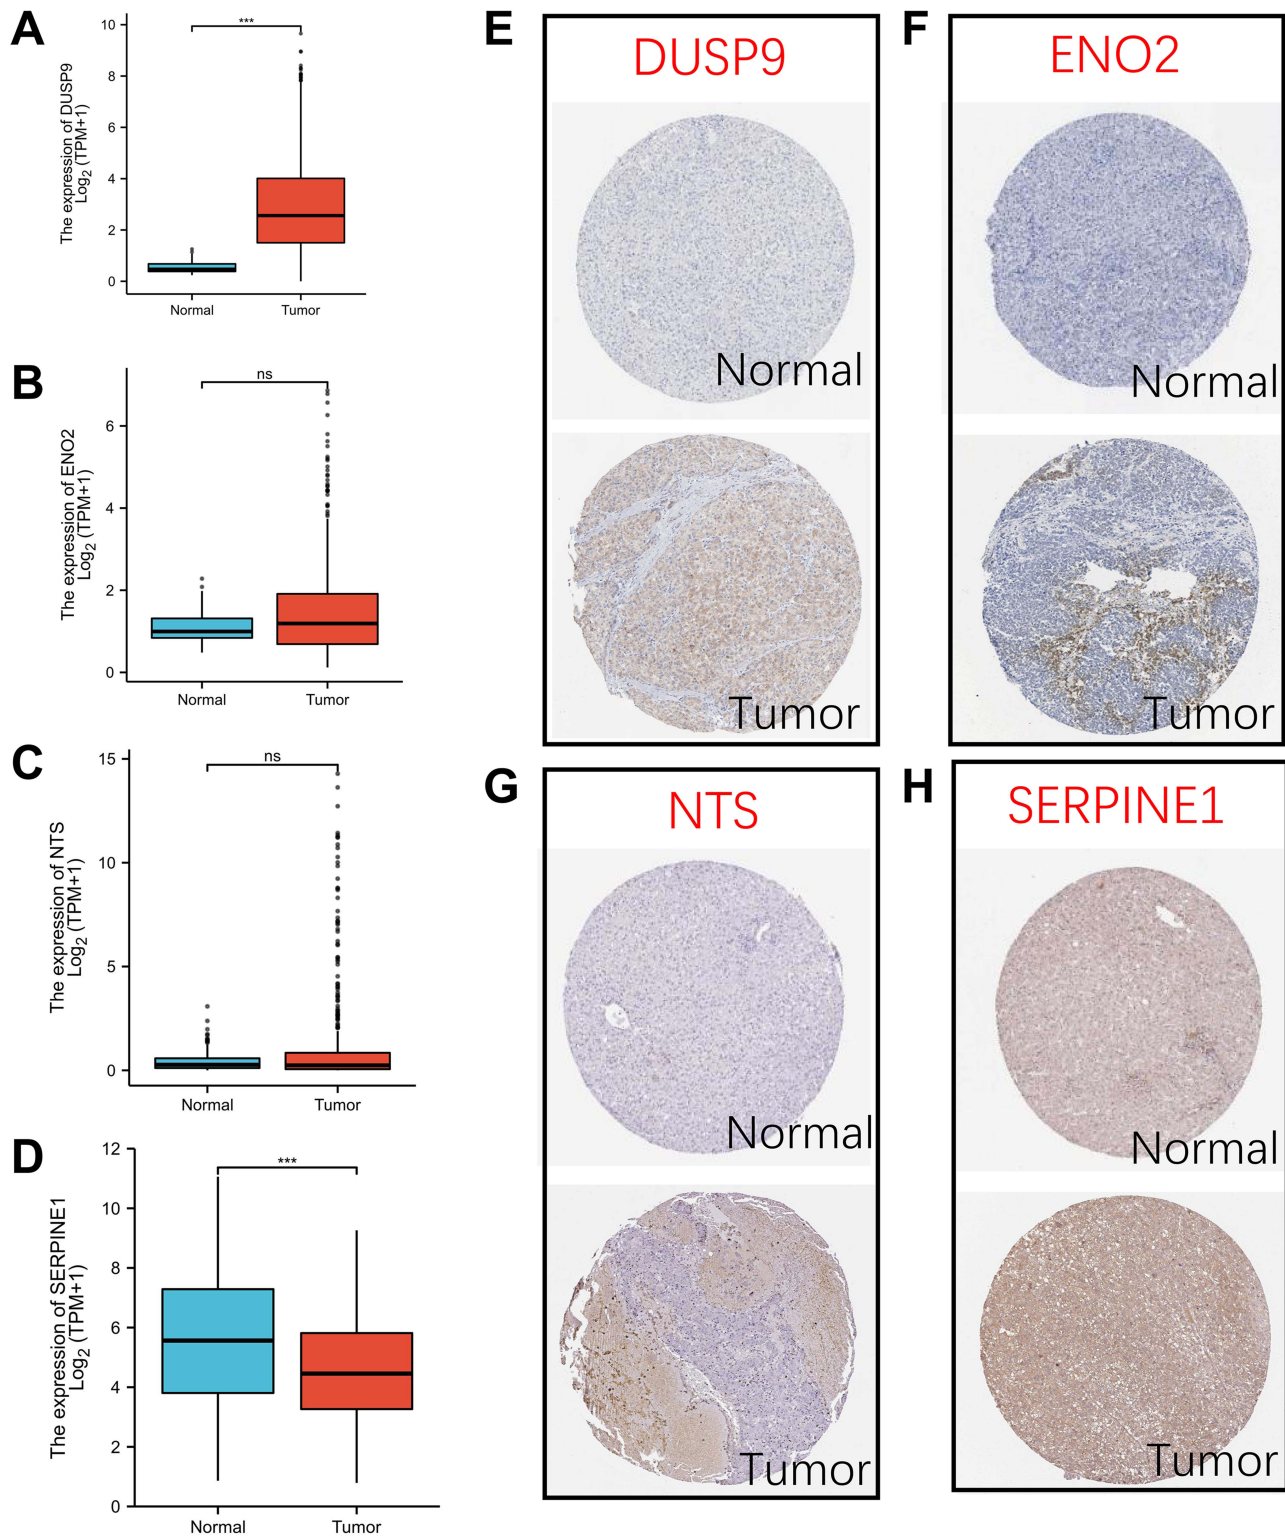 A
The expression of DUSP9
Log2 (TPM+1)
10
8
6
4
2
0
***
Normal
Tumor
B
The expression of ENO2
Log2 (TPM+1)
6
4
2
0
ns
Normal
Tumor
C
The expression of NTS
Log2 (TPM+1)
15
10
5
0
ns
Normal
Tumor
D
The expression of SERPINE1
Log2 (TPM+1)
12
10
8
6
4
2
0
***
Normal
Tumor
E
DUSP9
Normal
Tumor
F
ENO2
Normal
Tumor
G
NTS
Normal
Tumor
H
SERPINE1
Normal
Tumor